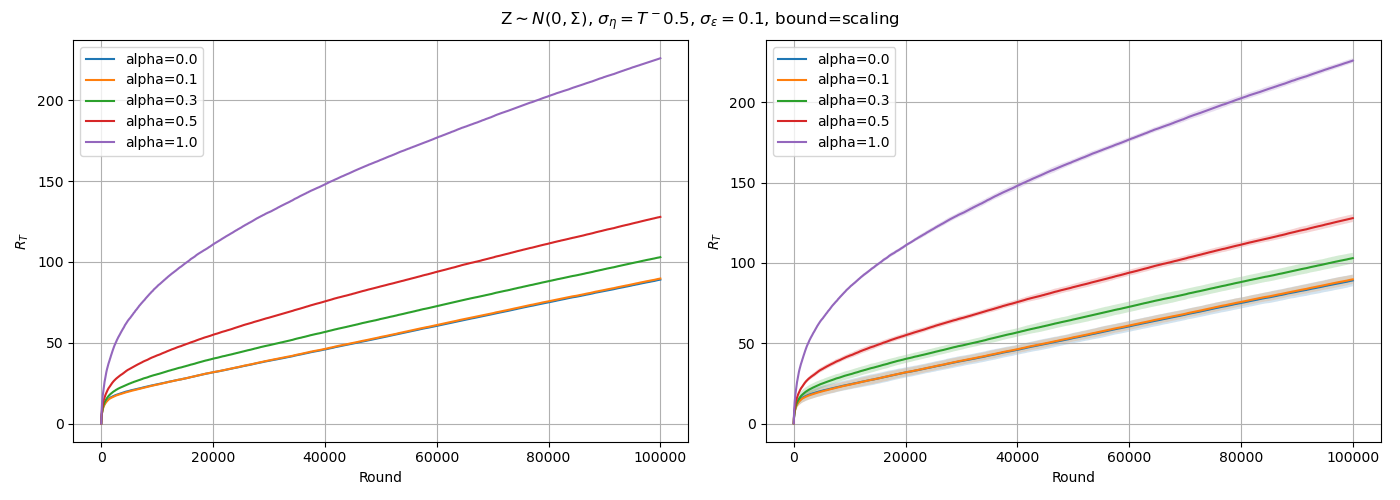 Z ∼ N(0, Σ), σ_η = T⁻0.5, σ_ε = 0.1, bound=scaling
alpha=0.0
alpha=0.1
alpha=0.3
alpha=0.5
alpha=1.0
200
150
100
50
0
R_T
0 20000 40000 60000 80000 100000
Round
alpha=0.0
alpha=0.1
alpha=0.3
alpha=0.5
alpha=1.0
200
150
100
50
0
R_T
0 20000 40000 60000 80000 100000
Round